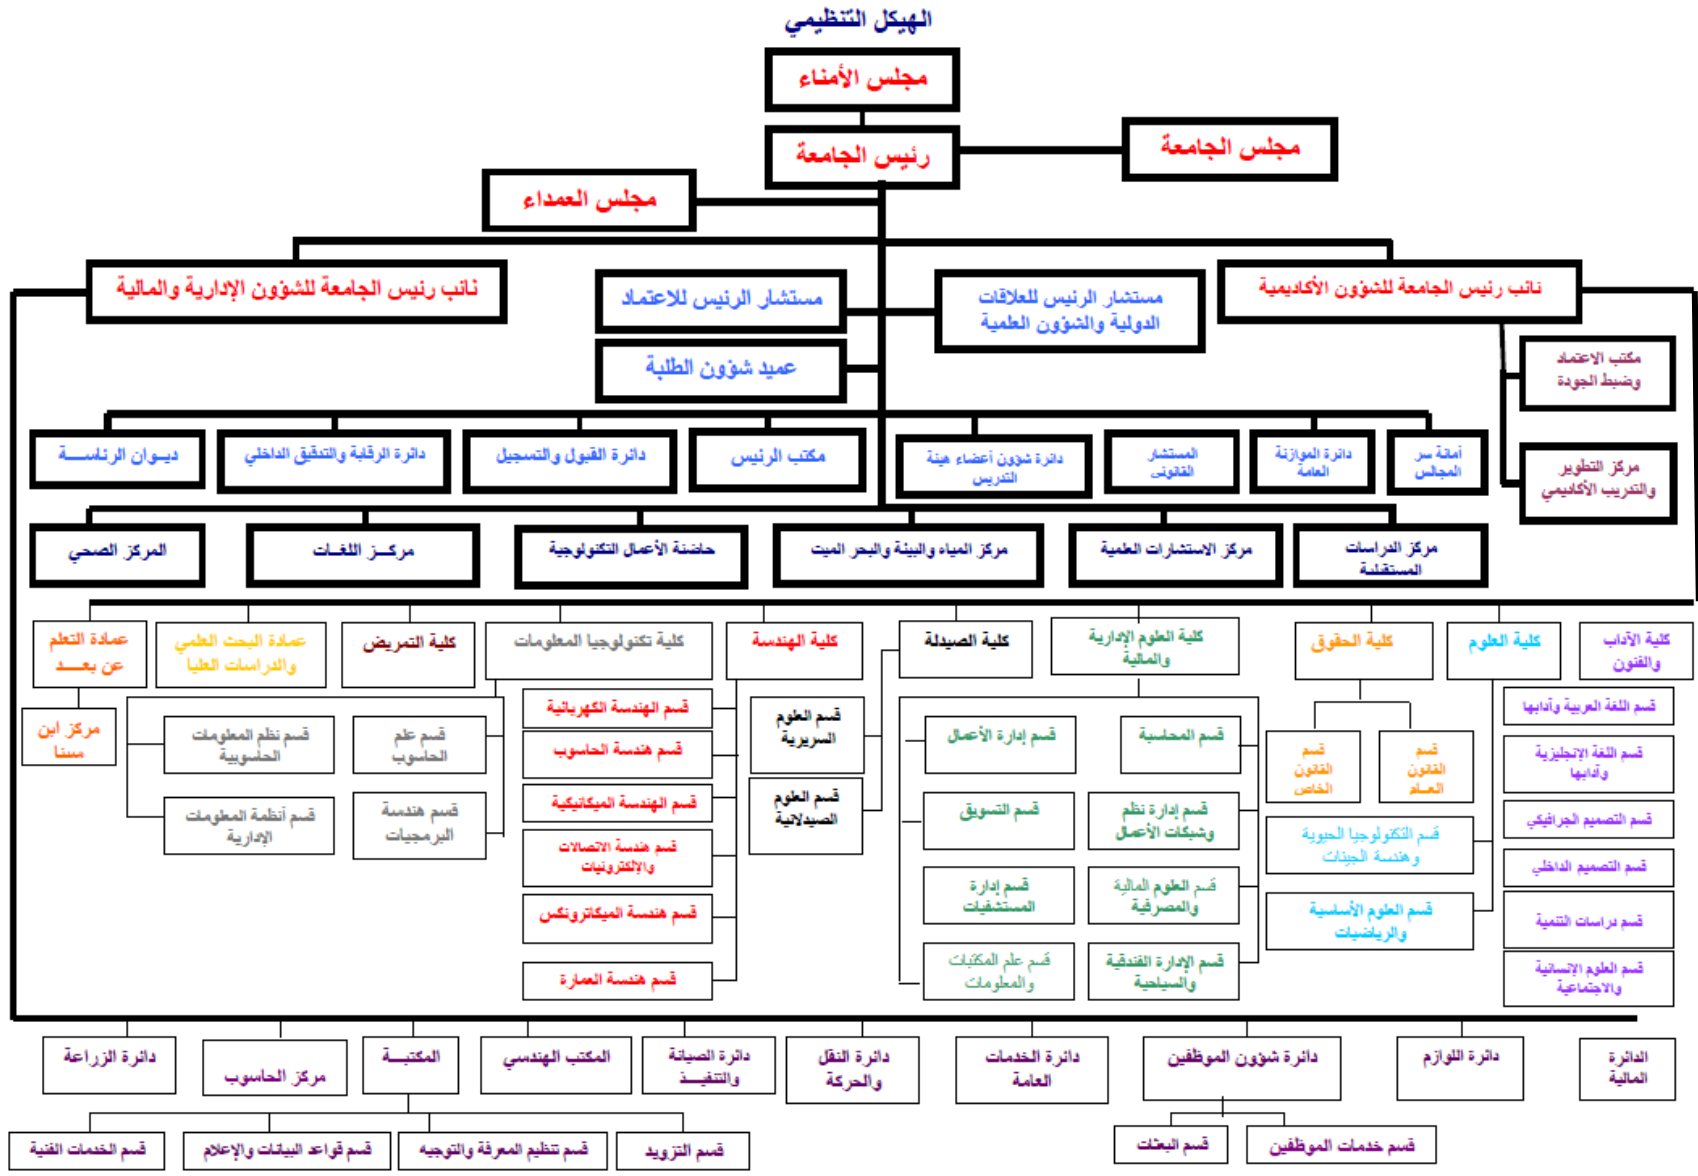 الهيكل التنظيمي
مجلس الأمناء
رئيس الجامعة
مجلس الجامعة
مجلس العمداء
نائب رئيس الجامعة للشؤون الأكاديمية
نائب رئيس الجامعة للشؤون الإدارية والمالية
مستشار الرئيس للعلاقات
الدولية والشؤون العلمية
مستشار الرئيس للاعتماد
عميد شؤون الطلبة
مكتب الاعتماد
وضبط الجودة
مركز التطوير
والتدريب الأكاديمي
أمانة سر
المجالس
دائرة الموازنة
العامة
المستشار
القانونى
دائرة شؤون أعضاء هيئة
التدريس
مكتب الرئيس
دائرة القبول والتسجيل
دائرة الرقابة والتدقيق الداخلي
ديـوان الرئاســـة
مركز الدراسات
المستقبلية
مركز الاستشارات العلمية
مركز المياه والبيئة والبحر الميت
حاضنة الأعمال التكنولوجية
مركـــز اللغـات
المركز الصحي
كلية الآداب
والفنون
كلية العلوم
كلية الحقوق
كلية العلوم الإدارية
والمالية
كلية الصيدلة
كلية الهندسة
كلية تكنولوجيا المعلومات
كلية التمريض
عمادة البحث العلمي
والدراسات العليا
عمادة التعلم
عن بعـــد
قسم اللغة العربية وآدابها
قسم اللغة الإنجليزية
وآدابها
قسم التصميم الجرافيكي
قسم التصميم الداخلي
قسم دراسات التنمية
قسم العلوم الإنسانية
والاجتماعية
قسم التكنولوجيا الحيوية
وهندسة الجينات
قسم العلوم الأساسية
والرياضيات
قسم
القانون
العـام
قسم
القانون
الخاص
قسم المحاسبة
قسم إدارة نظم
وشبكات الأعمال
قسم العلوم المالية
والمصرفية
قسم الإدارة الفندقية
والسياحية
قسم إدارة الأعمال
قسم التسويق
قسم إدارة
المستشفيات
قسم علم المكتبات
والمعلومات
قسم العلوم
السريرية
قسم العلوم
الصيدلانية
قسم الهندسة الكهربائية
قسم هندسة الحاسوب
قسم الهندسة الميكانيكية
قسم هندسة الاتصالات
والإلكترونيات
قسم هندسة الميكاترونكس
قسم هندسة العمارة
قسم علم
الحاسوب
قسم هندسة
البرمجيات
قسم نظم المعلومات
الحاسوبية
قسم أنظمة المعلومات
الإدارية
مركز ابن
سينا
الدائرة
المالية
دائرة اللوازم
دائرة شؤون الموظفين
دائرة الخدمات
العامة
دائرة النقل
والحركة
دائرة الصيانة
والتنفيـــذ
المكتب الهندسي
المكتبـــة
مركز الحاسوب
دائرة الزراعة
قسم خدمات الموظفين
قسم البعثات
قسم التزويد
قسم تنظيم المعرفة والتوجيه
قسم قواعد البيانات والإعلام
قسم الخدمات الفنية